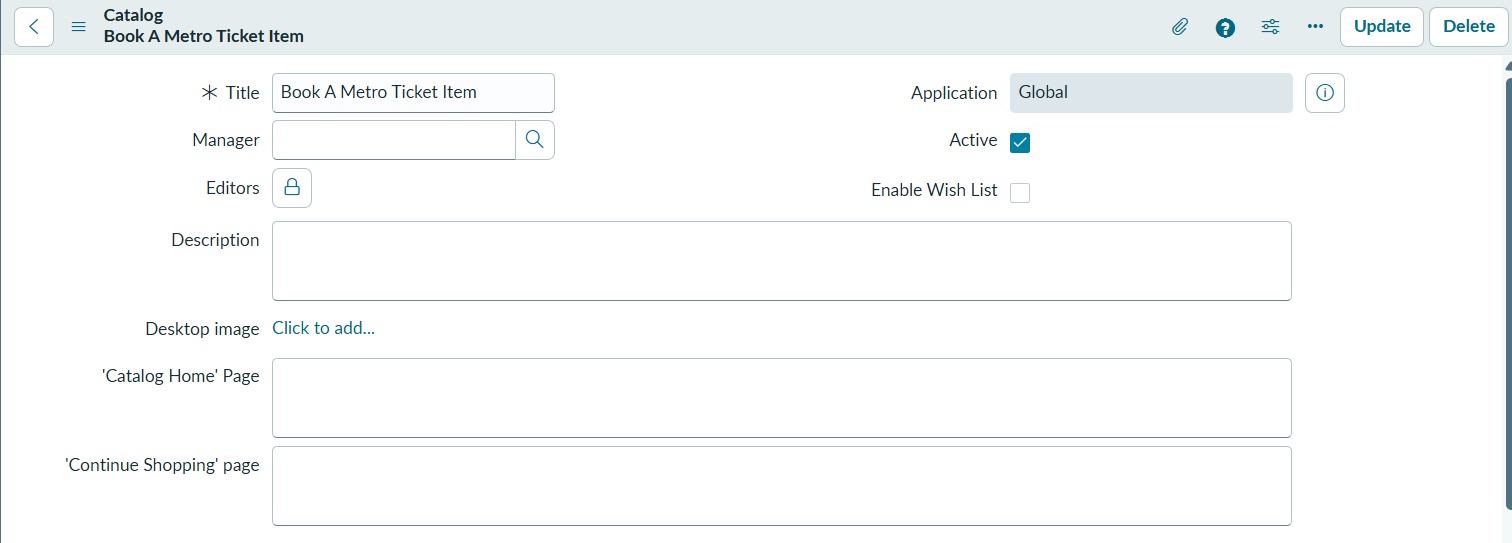 Catalog
Book A Metro Ticket Item
Update
Delete
Title Book A Metro Ticket Item
Application Global
Manager
Active
Editors
Enable Wish List
Description
Desktop image Click to add...
'Catalog Home' Page
'Continue Shopping' page